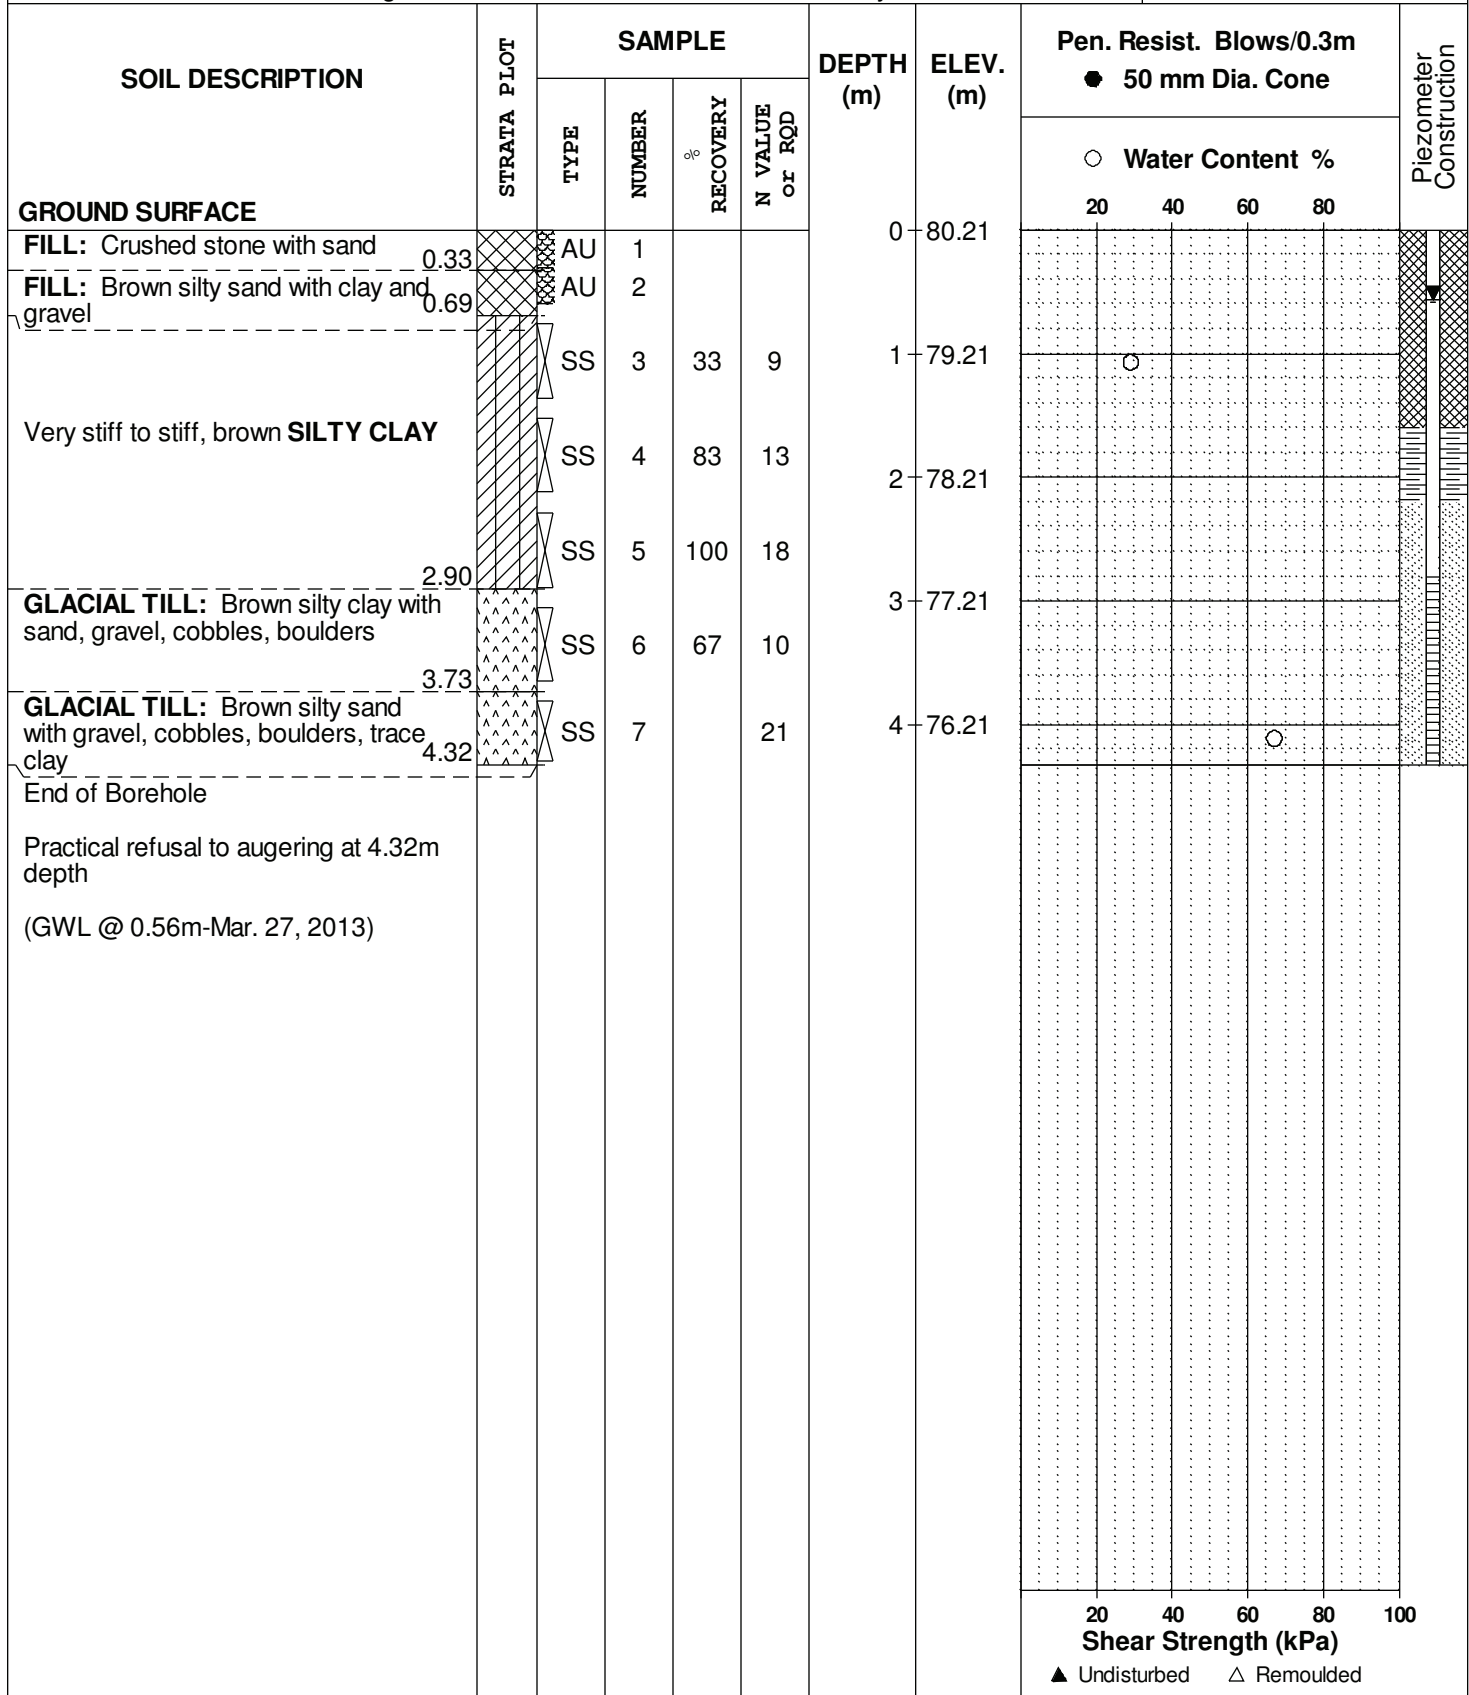 SOIL DESCRIPTION
GROUND SURFACE
STRATA PLOT
SAMPLE
TYPE
NUMBER
%
RECOVERY
N VALUE
or RQD
DEPTH
(m)
ELEV.
(m)
Pen. Resist. Blows/0.3m
● 50 mm Dia. Cone
○ Water Content %
20 40 60 80
Piezometer
Construction
0 80.21
FILL: Crushed stone with sand
0.33
AU 1
FILL: Brown silty sand with clay and
gravel
0.69
AU 2
SS 3 33 9
1 79.21
Very stiff to stiff, brown SILTY CLAY
SS 4 83 13
2 78.21
SS 5 100 18
2.90
GLACIAL TILL: Brown silty clay with
sand, gravel, cobbles, boulders
3 77.21
SS 6 67 10
3.73
GLACIAL TILL: Brown silty sand
with gravel, cobbles, boulders, trace
clay
4.32
SS 7 21
4 76.21
End of Borehole
Practical refusal to augering at 4.32m
depth
(GWL @ 0.56m-Mar. 27, 2013)
20 40 60 80 100
Shear Strength (kPa)
▲ Undisturbed △ Remoulded